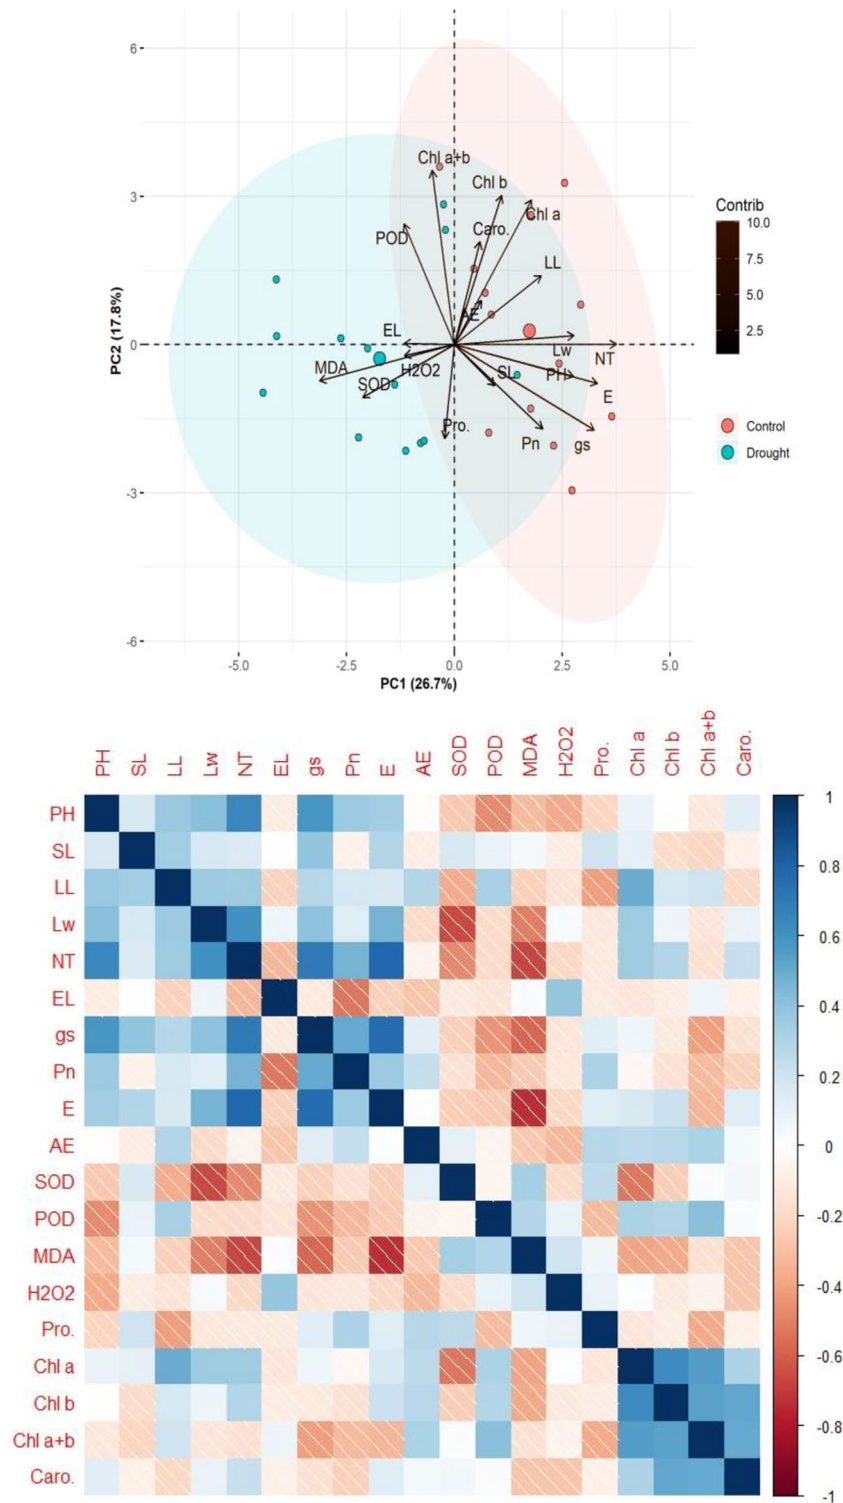 6
3
0
-3
-6
PC2 (17.8%)
Chl a+b
Chl b
Chl a
POD
Caro.
LL
AE
EL
Lw
NT
MDA
H2O2
SL
PH
SOD
E
Pro.
Pn
gs
-5.0
-2.5
0.0
2.5
5.0
PC1 (26.7%)
Contrib
10.0
7.5
5.0
2.5
Control
Drought
PH SL LL Lw NT EL gs Pn E AE SOD POD MDA H2O2 Pro. Chl a Chl b Chl a+b Caro.
PH
SL
LL
Lw
NT
EL
gs
Pn
E
AE
SOD
POD
MDA
H2O2
Pro.
Chl a
Chl b
Chl a+b
Caro.
1
0.8
0.6
0.4
0.2
0
-0.2
-0.4
-0.6
-0.8
-1